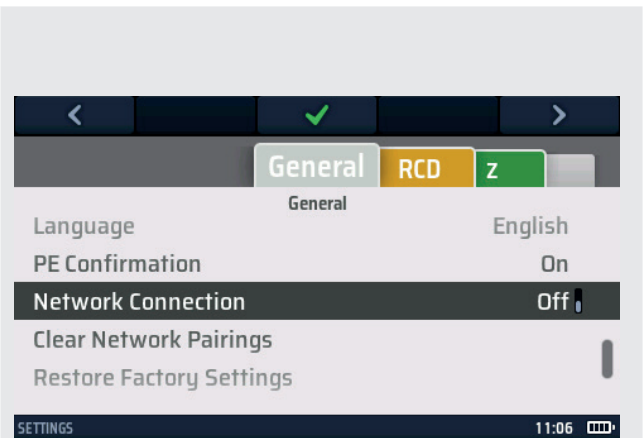 General RCD Z
General
Language English
PE Confirmation On
Network Connection Off
Clear Network Pairings
Restore Factory Settings
SETTINGS 11:06